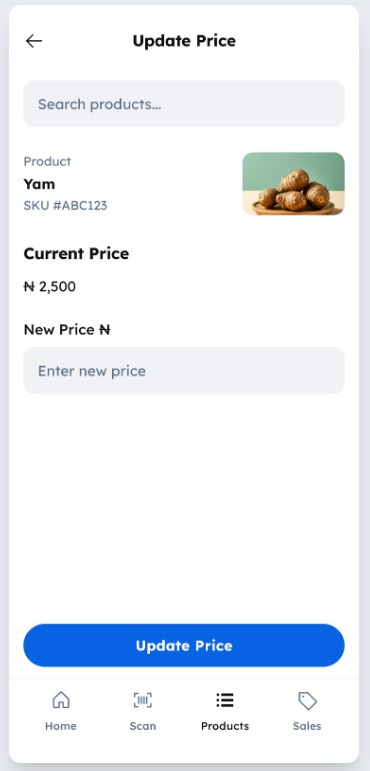 Update Price
Search products...
Product
Yam
SKU #ABC123
Current Price
₦ 2,500
New Price ₦
Enter new price
Update Price
Home
Scan
Products
Sales